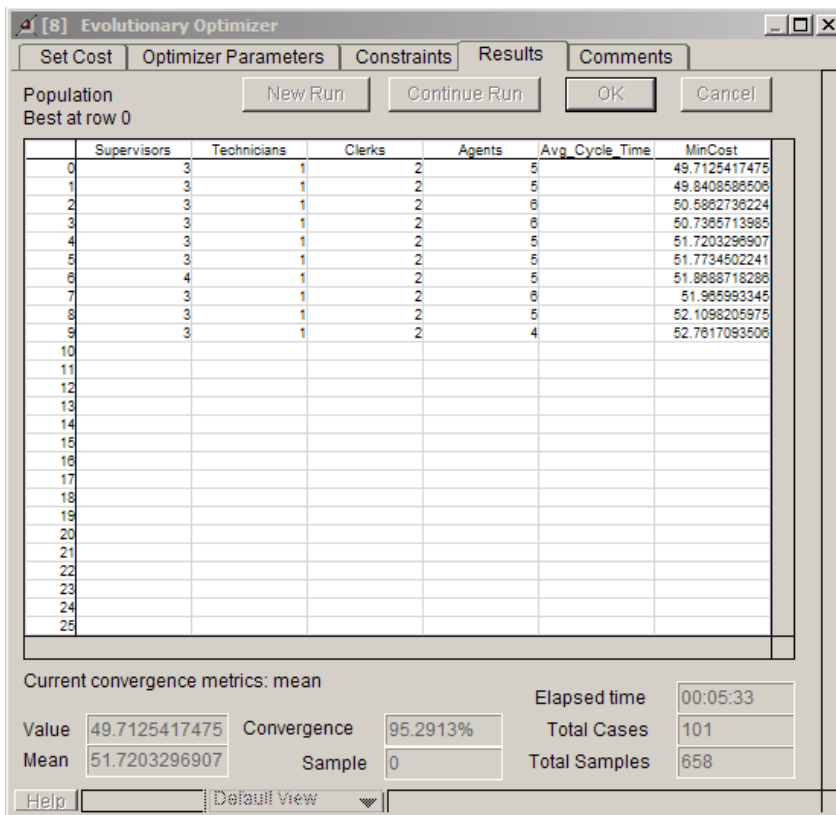 [8] Evolutionary Optimizer
Set Cost Optimizer Parameters Constraints Results Comments
Population New Run Continue Run OK Cancel
Best at row 0
Supervisors Technicians Clerks Agents Avg_Cycle_Time MinCost
0 3 1 2 5 49.7125417475
1 3 1 2 5 49.8408586506
2 3 1 2 6 50.5862736224
3 3 1 2 6 50.7365713985
4 3 1 2 5 51.7203296907
5 3 1 2 5 51.7734502241
6 4 1 2 5 51.8688718286
7 3 1 2 6 51.965993345
8 3 1 2 5 52.1098205975
9 3 1 2 4 52.7617093506
10
11
12
13
14
15
16
17
18
19
20
21
22
23
24
25
Current convergence metrics: mean
Elapsed time 00:05:33
Value 49.7125417475 Convergence 95.2913% Total Cases 101
Mean 51.7203296907 Sample 0 Total Samples 658
Help Default View